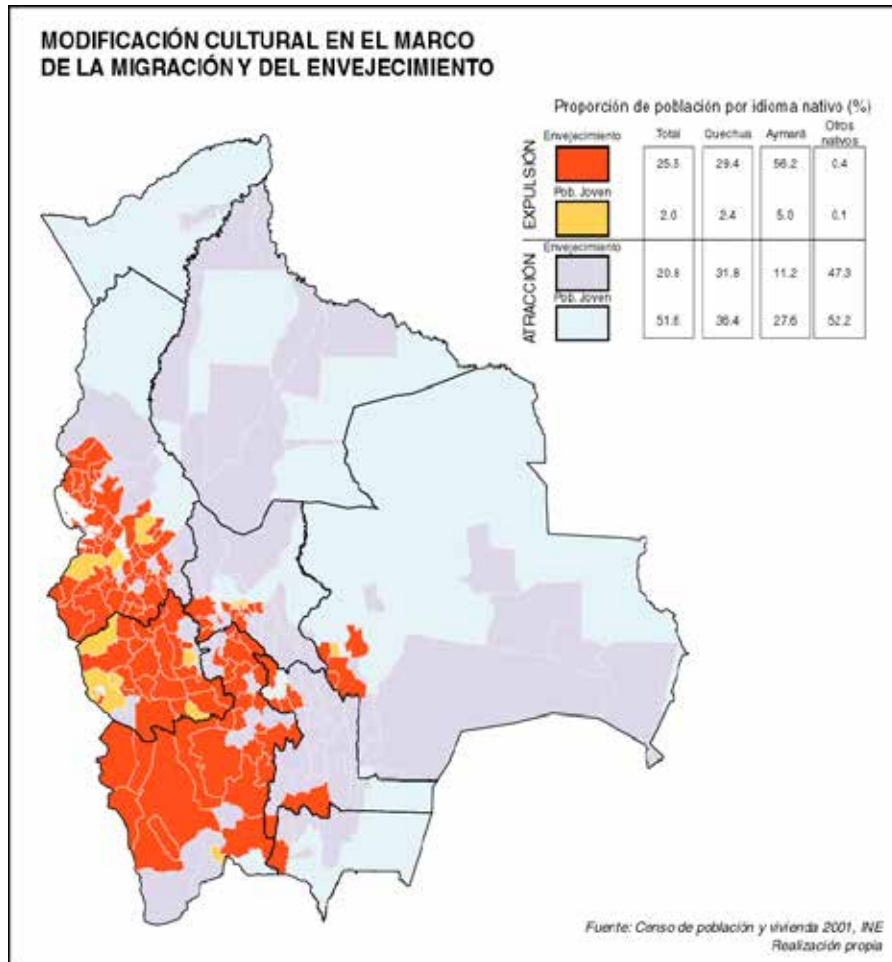 MODIFICACIÓN CULTURAL EN EL MARCO
DE LA MIGRACIÓN Y DEL ENVEJECIMIENTO
Proporción de población por idioma nativo (%)
Envejecimiento Total Quechua Aymará Otros nativos
EXPULSIÓN
25.5 29.4 56.2 0.4
Pob. Joven
2.0 2.4 5.0 0.1
ATRACCIÓN
Envejecimiento
20.8 31.8 11.2 47.3
Pob. Joven
51.6 36.4 27.6 52.2
Fuente: Censo de población y vivienda 2001, INE
Realización propia